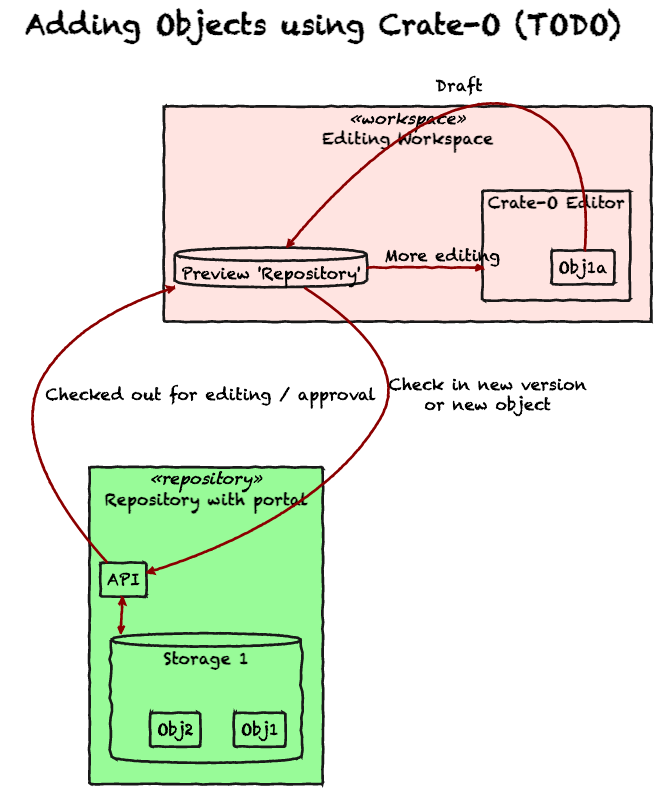 Adding Objects using Crate-O (TODO)
Draft
«workspace»
Editing Workspace
Crate-O Editor
More editing
Preview 'Repository'
Obj1a
Checked out for editing / approval
Check in new version
or new object
«repository»
Repository with portal
API
Storage 1
Obj2
Obj1